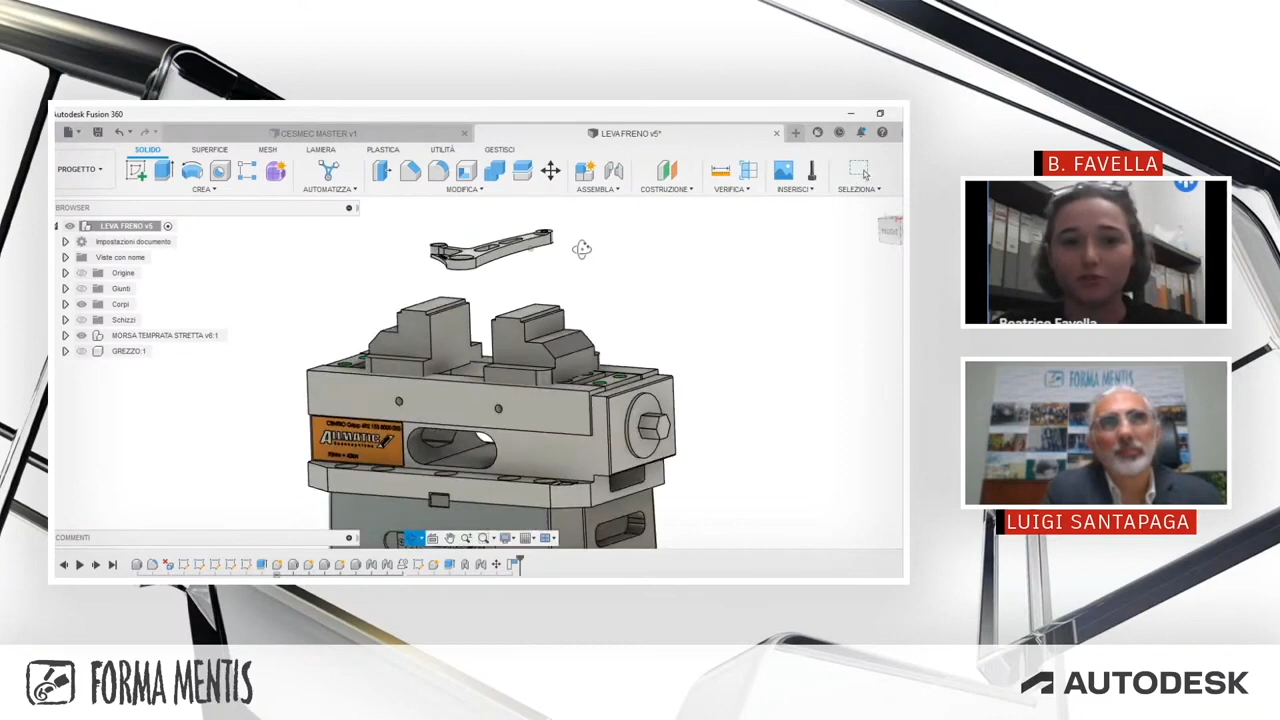 B. FAVELLA
Autodesk Fusion 360
CESMEC MASTER v1
LEVA FRENO v5*
SOLIDO
SUPERFICIE
MESH
LAMIERA
PLASTICA
UTILITÀ
GESTISCI
PROGETTO
CREA
AUTOMATIZZA
MODIFICA
ASSEMBLA
COSTRUZIONE
VERIFICA
INSERISCI
SELEZIONA
BROWSER
LEVA FRENO v5
Impostazioni documento
Viste con nome
Origine
Giunti
Corpi
Schizzi
MORSA TEMPRATA STRETTA v6:1
GREZZO:1
COMMENTI
Beatrice Favella
FORMA MENTIS
LUIGI SANTAPAGA
FORMA MENTIS
AUTODESK